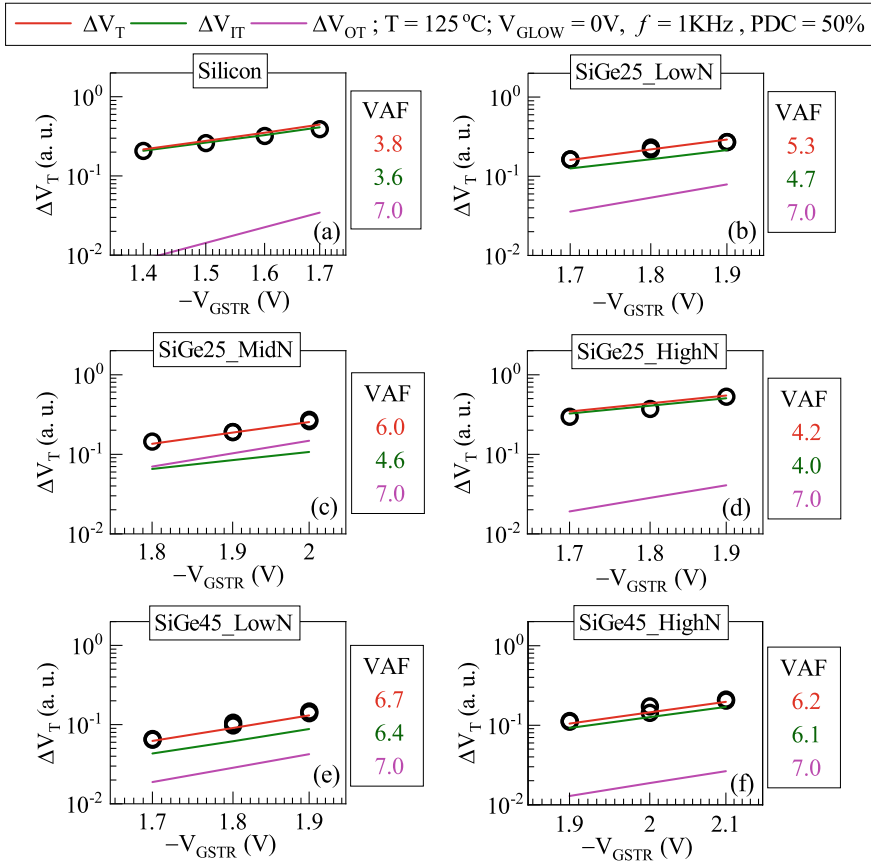 ΔV_T ΔV_IT ΔV_OT ; T = 125 °C; V_GLOW = 0V, f = 1KHz , PDC = 50%
Silicon
ΔV_T (a. u.)
10^0
10^-1
10^-2
1.4 1.5 1.6 1.7
−V_GSTR (V)
(a)
VAF
3.8
3.6
7.0
SiGe25_LowN
ΔV_T (a. u.)
10^0
10^-1
10^-2
1.7 1.8 1.9
−V_GSTR (V)
(b)
VAF
5.3
4.7
7.0
SiGe25_MidN
ΔV_T (a. u.)
10^0
10^-1
10^-2
1.8 1.9 2
−V_GSTR (V)
(c)
VAF
6.0
4.6
7.0
SiGe25_HighN
ΔV_T (a. u.)
10^0
10^-1
10^-2
1.7 1.8 1.9
−V_GSTR (V)
(d)
VAF
4.2
4.0
7.0
SiGe45_LowN
ΔV_T (a. u.)
10^0
10^-1
10^-2
1.7 1.8 1.9
−V_GSTR (V)
(e)
VAF
6.7
6.4
7.0
SiGe45_HighN
ΔV_T (a. u.)
10^0
10^-1
10^-2
1.9 2 2.1
−V_GSTR (V)
(f)
VAF
6.2
6.1
7.0